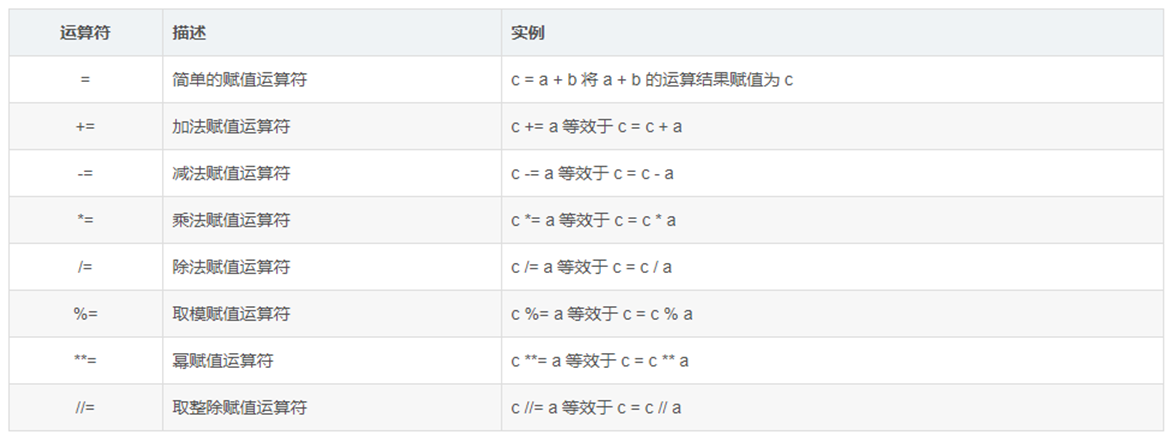 运算符 描述 实例
= 简单的赋值运算符 c = a + b 将 a + b 的运算结果赋值为 c
+= 加法赋值运算符 c += a 等效于 c = c + a
-= 减法赋值运算符 c -= a 等效于 c = c - a
*= 乘法赋值运算符 c *= a 等效于 c = c * a
/= 除法赋值运算符 c /= a 等效于 c = c / a
%= 取模赋值运算符 c %= a 等效于 c = c % a
**= 幂赋值运算符 c **= a 等效于 c = c ** a
//= 取整除赋值运算符 c //= a 等效于 c = c // a